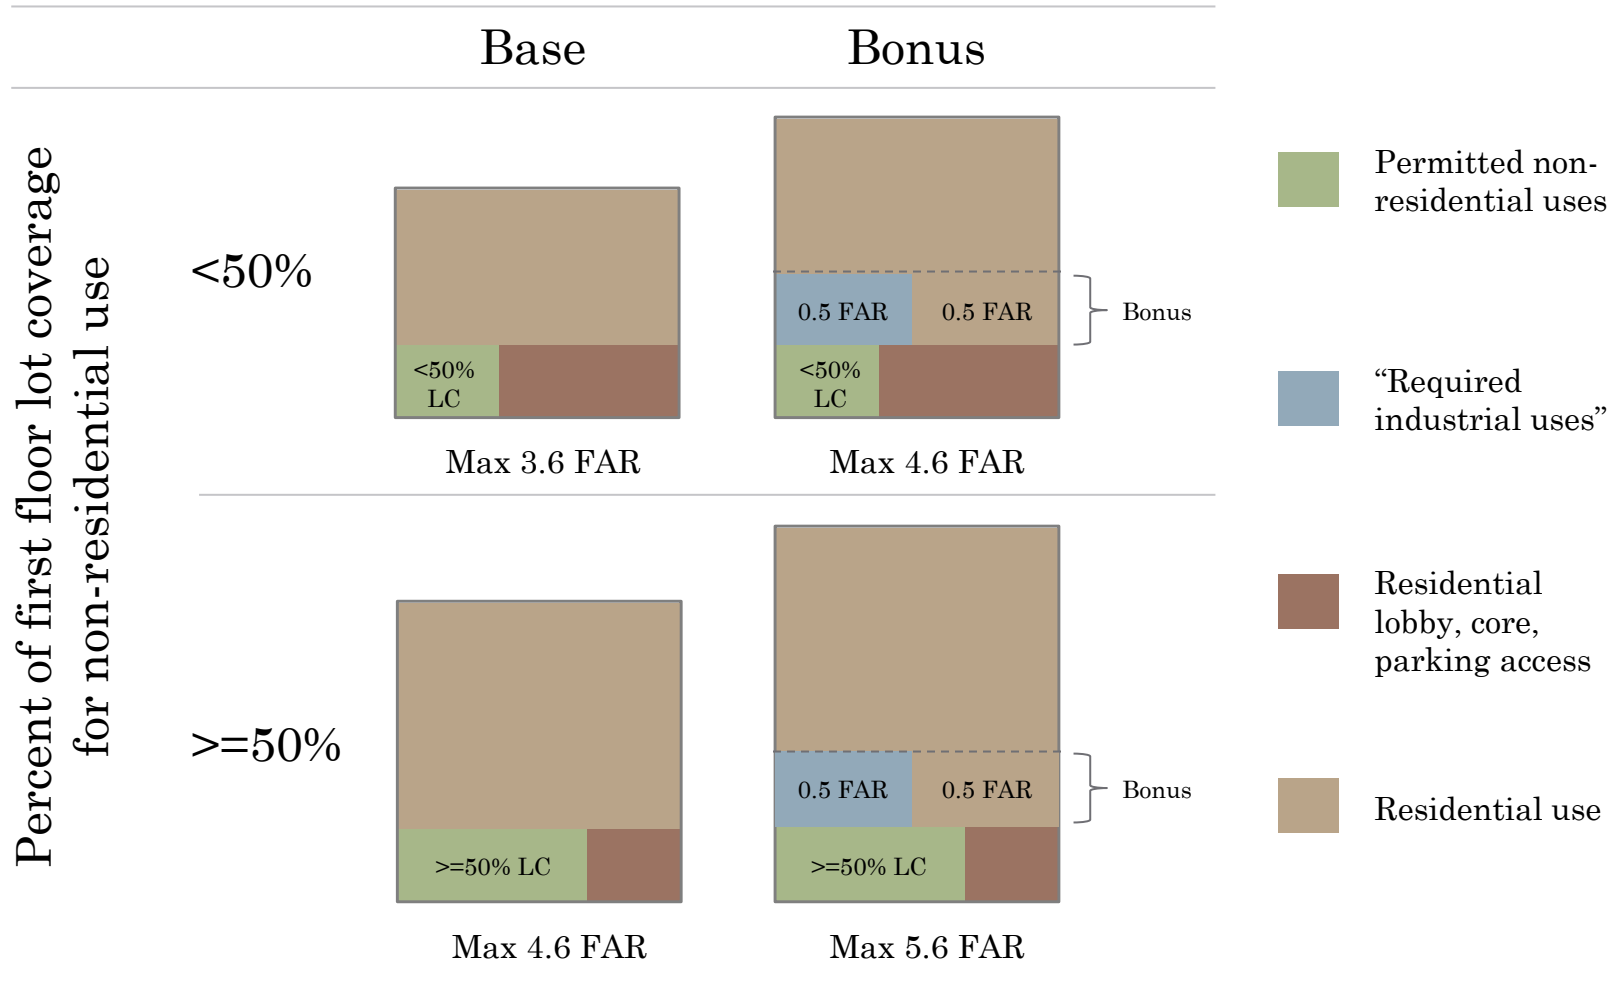 Base
Bonus
Percent of first floor lot coverage
for non-residential use
<50%
<50%
LC
Max 3.6 FAR
0.5 FAR
0.5 FAR
Bonus
<50%
LC
Max 4.6 FAR
>=50%
>=50% LC
Max 4.6 FAR
0.5 FAR
0.5 FAR
Bonus
>=50% LC
Max 5.6 FAR
Permitted non-
residential uses
“Required
industrial uses”
Residential
lobby, core,
parking access
Residential use